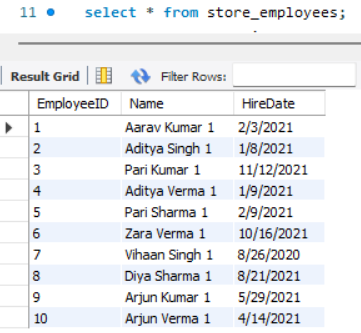 11 select * from store_employees;
Result Grid Filter Rows:
EmployeeID Name HireDate
1 Aarav Kumar 1 2/3/2021
2 Aditya Singh 1 1/8/2021
3 Pari Kumar 1 11/12/2021
4 Aditya Verma 1 1/9/2021
5 Pari Sharma 1 2/9/2021
6 Zara Verma 1 10/16/2021
7 Vihaan Singh 1 8/26/2020
8 Diya Sharma 1 8/21/2021
9 Arjun Kumar 1 5/29/2021
10 Arjun Verma 1 4/14/2021